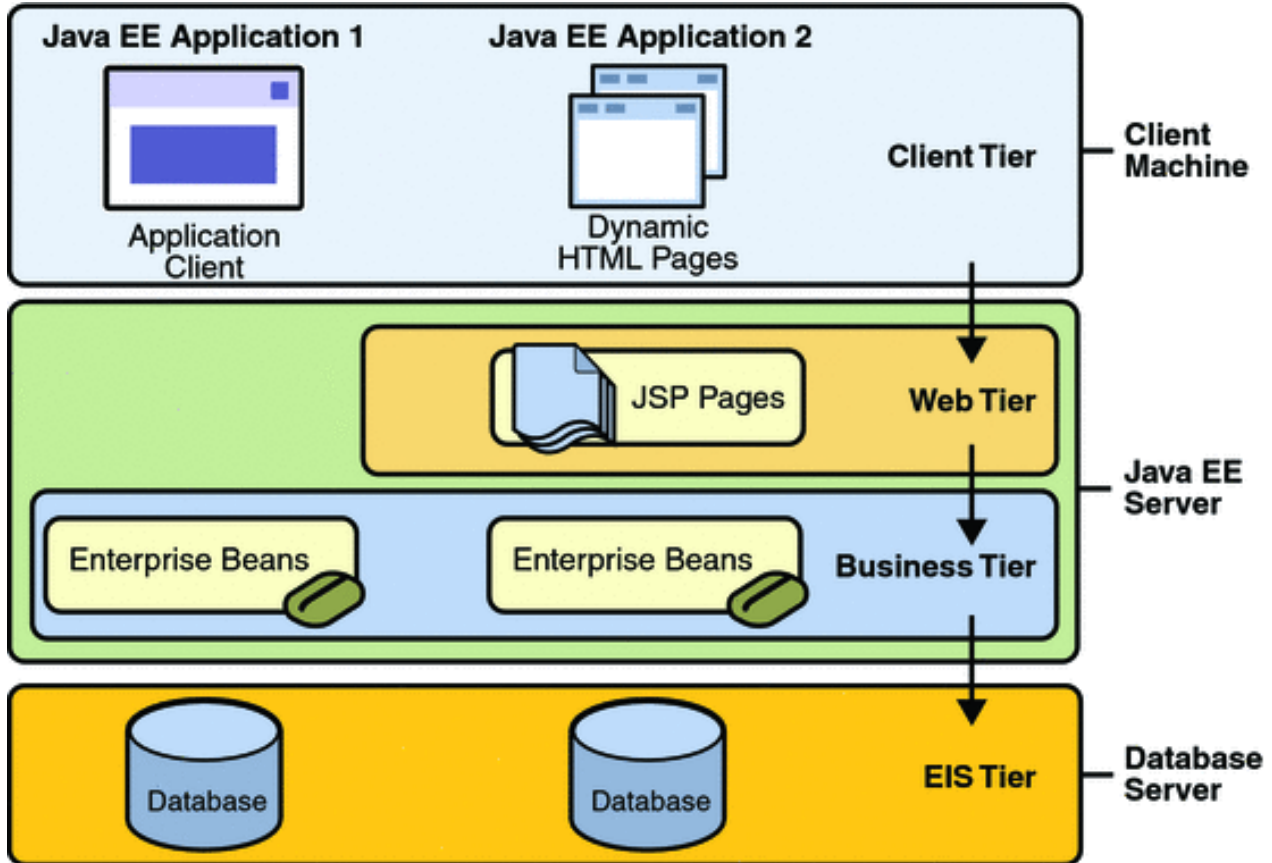 Java EE Application 1
Java EE Application 2
Application
Client
Dynamic
HTML Pages
Client Tier
Client
Machine
JSP Pages
Web Tier
Java EE
Server
Enterprise Beans
Enterprise Beans
Business Tier
Database
Database
EIS Tier
Database
Server